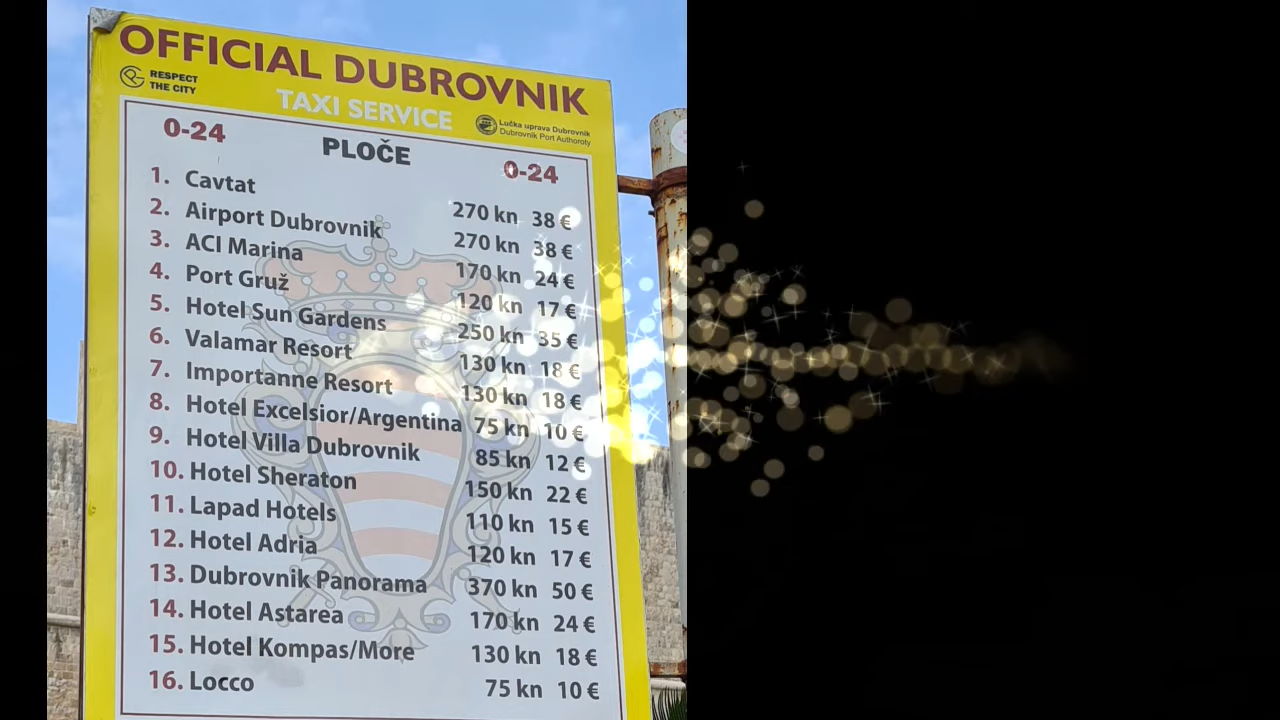 OFFICIAL DUBROVNIK
RESPECT
THE CITY
TAXI SERVICE
Lučka uprava Dubrovnik
Dubrovnik Port Authoroty
0-24 PLOČE 0-24
1. Cavtat 270 kn 38 €
2. Airport Dubrovnik 270 kn 38 €
3. ACI Marina 170 kn 24 €
4. Port Gruž 120 kn 17 €
5. Hotel Sun Gardens 250 kn 35 €
6. Valamar Resort 130 kn 18 €
7. Importanne Resort 130 kn 18 €
8. Hotel Excelsior/Argentina 75 kn 10 €
9. Hotel Villa Dubrovnik 85 kn 12 €
10. Hotel Sheraton 150 kn 22 €
11. Lapad Hotels 110 kn 15 €
12. Hotel Adria 120 kn 17 €
13. Dubrovnik Panorama 370 kn 50 €
14. Hotel Astarea 170 kn 24 €
15. Hotel Kompas/More 130 kn 18 €
16. Locco 75 kn 10 €